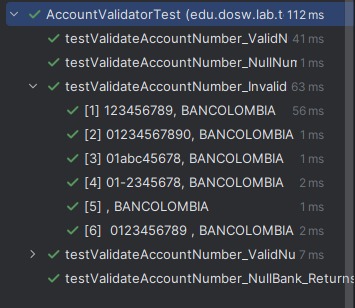 AccountValidatorTest (edu.dosw.lab.t 112 ms
testValidateAccountNumber_ValidN 41 ms
testValidateAccountNumber_NullNum 1 ms
testValidateAccountNumber_Invalid 63 ms
[1] 123456789, BANCOLOMBIA 56 ms
[2] 01234567890, BANCOLOMBIA 1 ms
[3] 01abc45678, BANCOLOMBIA 1 ms
[4] 01-2345678, BANCOLOMBIA 2 ms
[5] , BANCOLOMBIA 1 ms
[6]  0123456789 , BANCOLOMBIA 2 ms
testValidateAccountNumber_ValidNu 7 ms
testValidateAccountNumber_NullBank_Returns